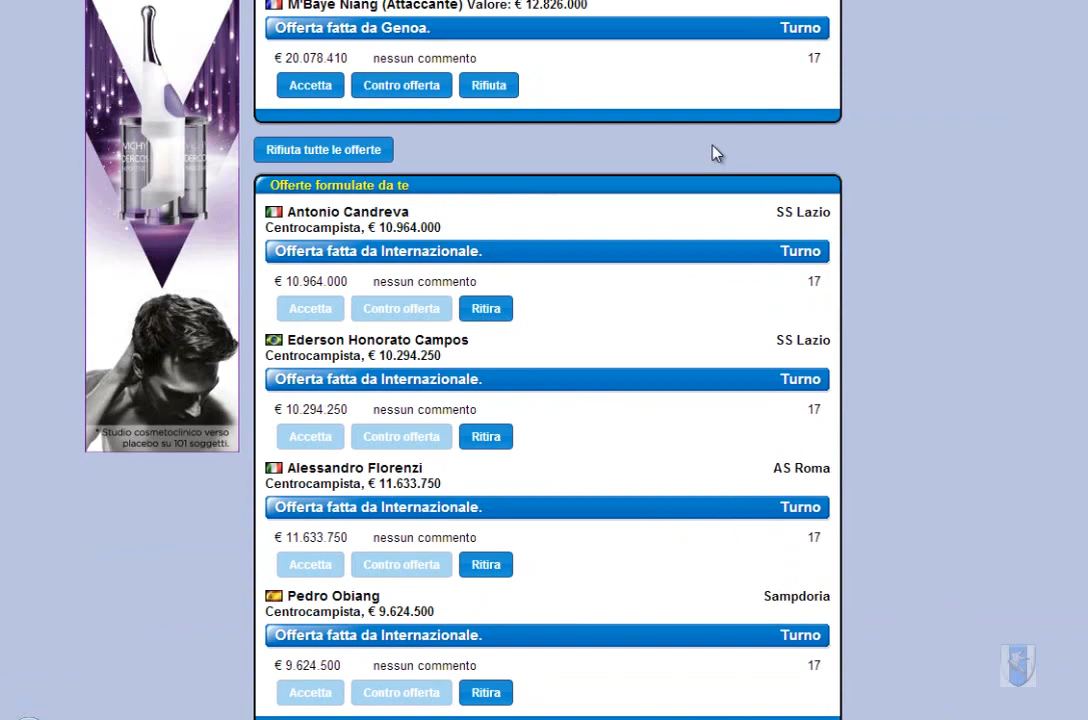 M'Baye Niang (Attaccante) Valore: € 12.826.000
Offerta fatta da Genoa. Turno
€ 20.078.410 nessun commento 17
Accetta Contro offerta Rifiuta
Rifiuta tutte le offerte
Offerte formulate da te
Antonio Candreva SS Lazio
Centrocampista, € 10.964.000
Offerta fatta da Internazionale. Turno
€ 10.964.000 nessun commento 17
Accetta Contro offerta Ritira
Ederson Honorato Campos SS Lazio
Centrocampista, € 10.294.250
Offerta fatta da Internazionale. Turno
€ 10.294.250 nessun commento 17
Accetta Contro offerta Ritira
Alessandro Florenzi AS Roma
Centrocampista, € 11.633.750
Offerta fatta da Internazionale. Turno
€ 11.633.750 nessun commento 17
Accetta Contro offerta Ritira
Pedro Obiang Sampdoria
Centrocampista, € 9.624.500
Offerta fatta da Internazionale. Turno
€ 9.624.500 nessun commento 17
Accetta Contro offerta Ritira
VICHY
DERCOS
* Studio cosmetoclinico verso
placebo su 101 soggetti.